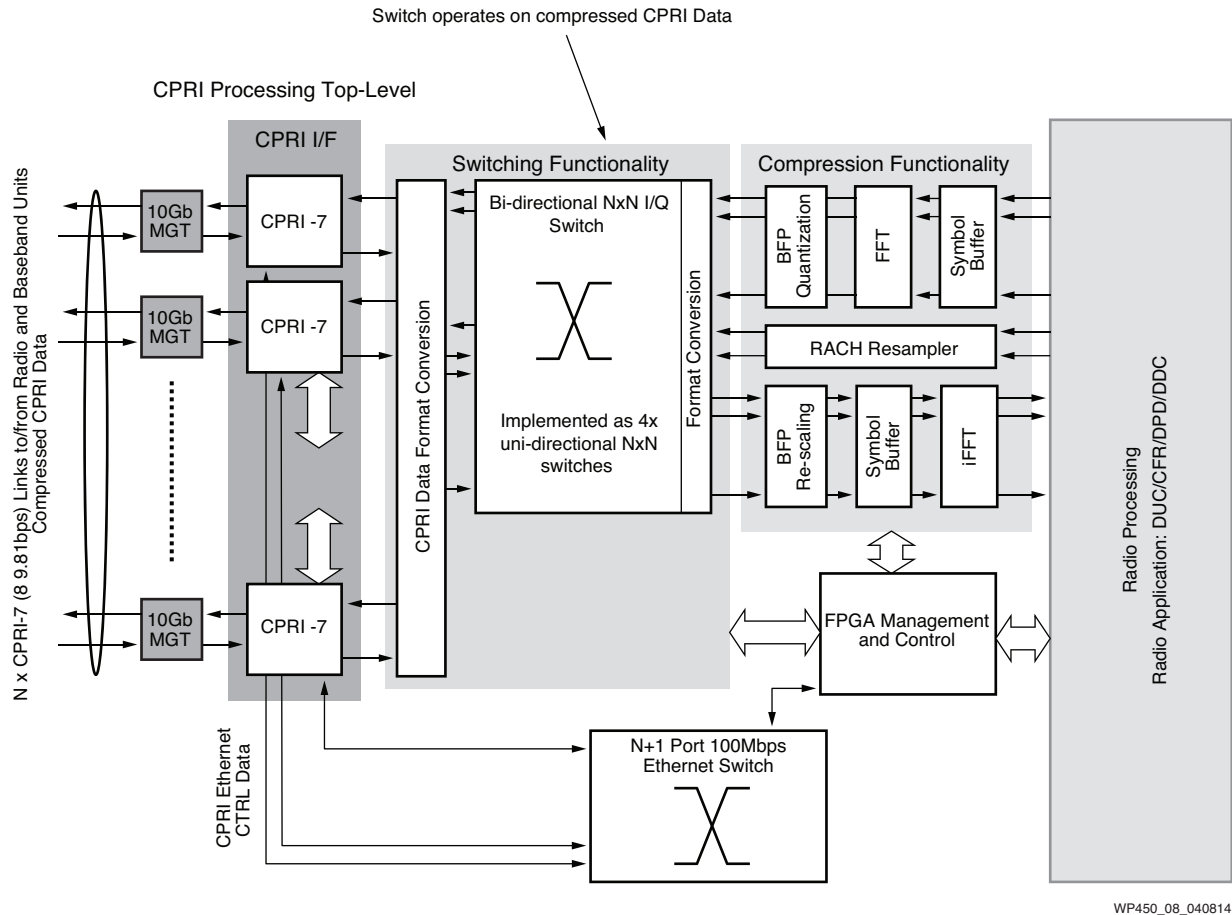 Switch operates on compressed CPRI Data
CPRI Processing Top-Level
N x CPRI-7 (8 9.81bps) Links to/from Radio and Baseband Units
Compressed CPRI Data
10Gb
MGT
10Gb
MGT
10Gb
MGT
CPRI I/F
CPRI -7
CPRI -7
CPRI -7
CPRI Ethernet
CTRL Data
Switching Functionality
CPRI Data Format Conversion
Bi-directional NxN I/Q
Switch
Implemented as 4x
uni-directional NxN
switches
Format Conversion
Compression Functionality
BFP
Quantization
FFT
Symbol
Buffer
RACH Resampler
BFP
Re-scaling
Symbol
Buffer
iFFT
FPGA Management
and Control
N+1 Port 100Mbps
Ethernet Switch
Radio Processing
Radio Application: DUC/CFR/DPD/DDC
WP450_08_040814